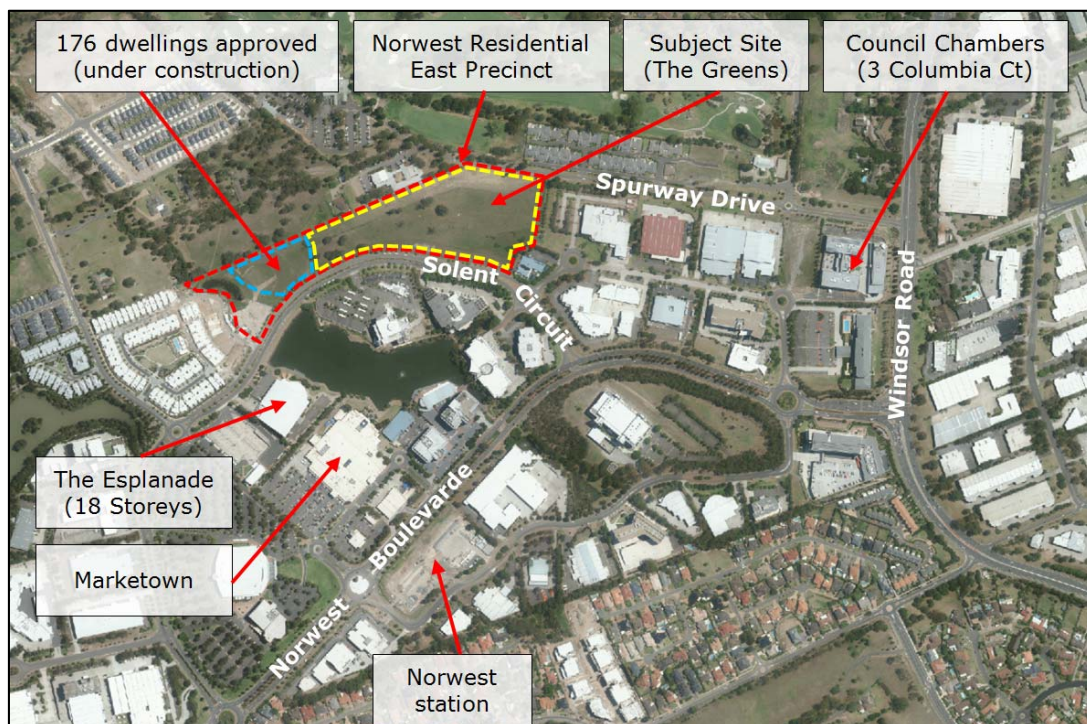 176 dwellings approved
(under construction)
Norwest Residential
East Precinct
Subject Site
(The Greens)
Council Chambers
(3 Columbia Ct)
Spurway Drive
Solent
Circuit
Windsor Road
The Esplanade
(18 Storeys)
Marketown
Norwest
Boulevarde
Norwest
station